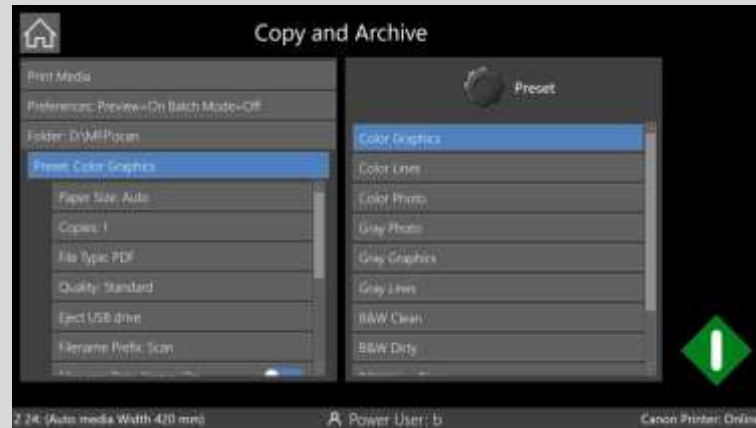 Copy and Archive
Print Media
Preferences: Preview=On Batch Mode=Off
Folder: D:\MFPscan
Preset: Color Graphics
Paper Size: Auto
Copies: 1
File Type: PDF
Quality: Standard
Eject USB drive
Filename Prefix: Scan
Preset
Color Graphics
Color Lines
Color Photo
Gray Photo
Gray Graphics
Gray Lines
B&W Clean
B&W Dirty
Z 24: (Auto media Width 420 mm)
Power User: b
Canon Printer: Online